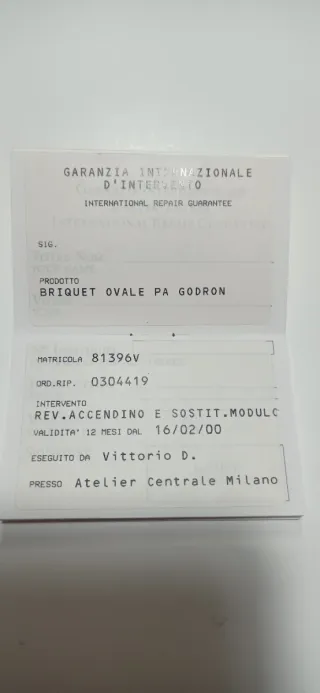 GARANZIA INTERNAZIONALE
D'INTERVENTO
INTERNATIONAL REPAIR GUARANTEE
SIG.
PRODOTTO
BRIQUET OVALE PA GODRON
MATRICOLA 81396V
ORD.RIP. 0304419
INTERVENTO
REV.ACCENDINO E SOSTIT.MODULO
VALIDITA' 12 MESI DAL 16/02/00
ESEGUITO DA Vittorio D.
PRESSO Atelier Centrale Milano